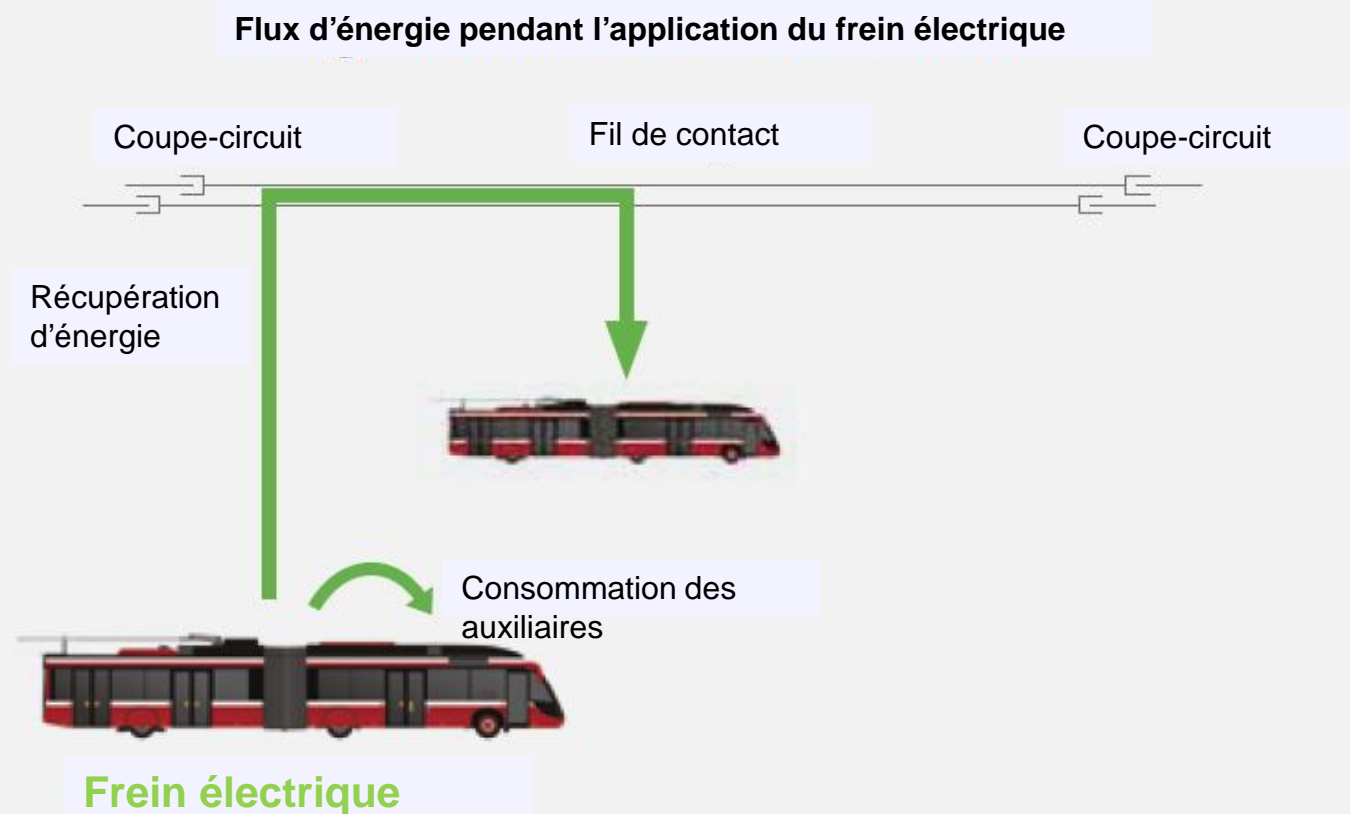 Flux d’énergie pendant l’application du frein électrique
Coupe-circuit
Fil de contact
Coupe-circuit
Récupération
d’énergie
Consommation des
auxiliaires
Frein électrique